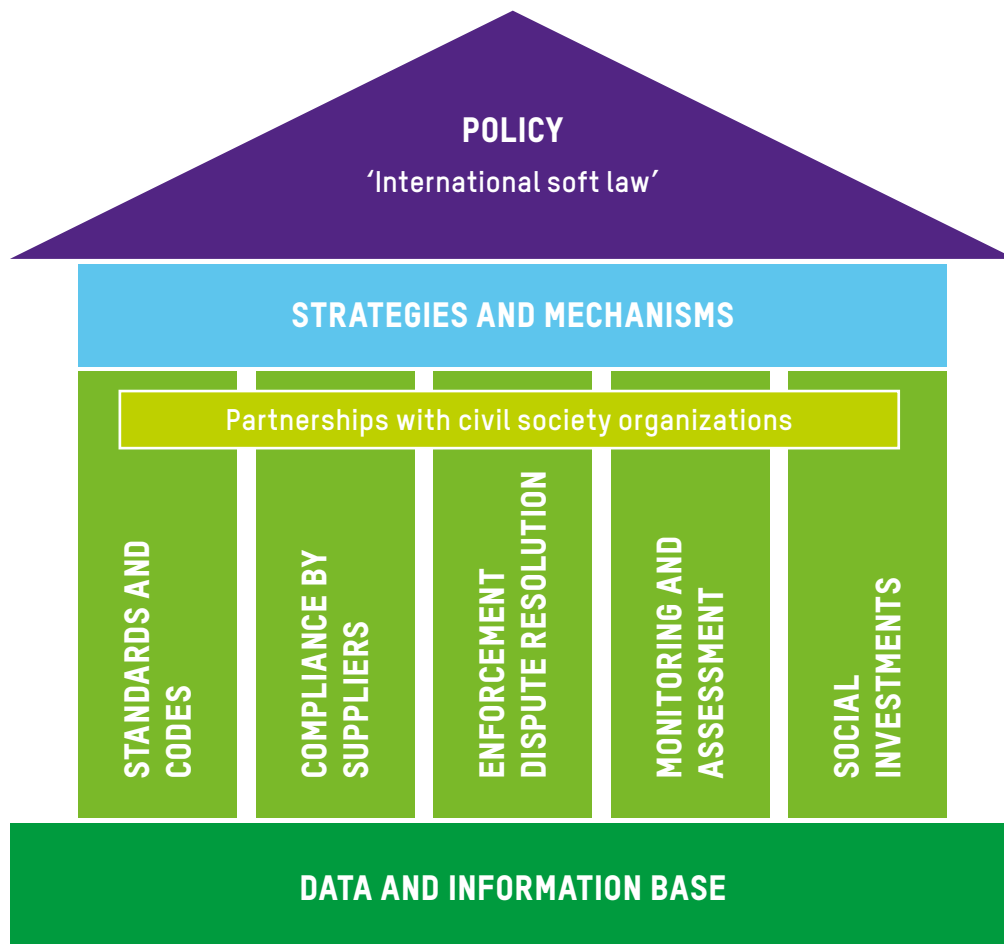 POLICY
‘International soft law’
STRATEGIES AND MECHANISMS
Partnerships with civil society organizations
STANDARDS AND
CODES
COMPLIANCE BY
SUPPLIERS
ENFORCEMENT
DISPUTE RESOLUTION
MONITORING AND
ASSESSMENT
SOCIAL
INVESTMENTS
DATA AND INFORMATION BASE